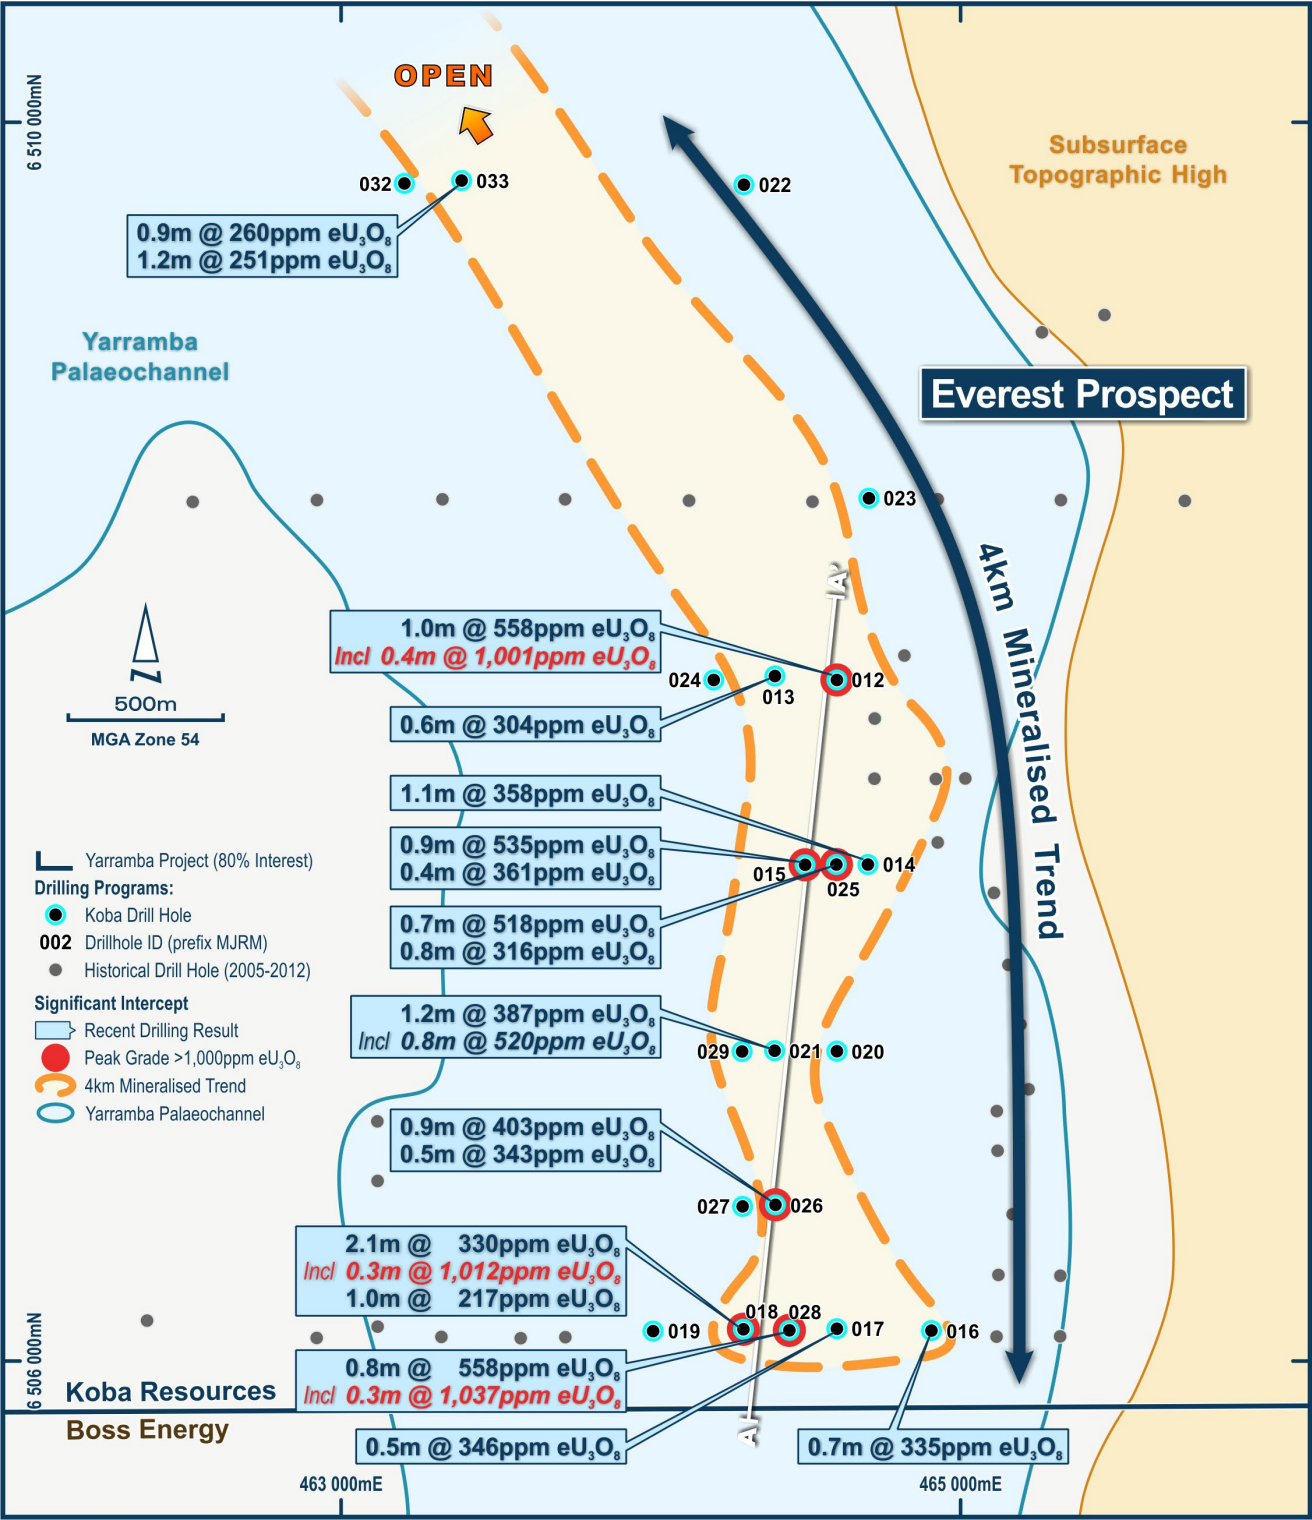 OPEN
6 510 000mN
Subsurface
Topographic High
032
033
022
0.9m @ 260ppm eU₃O₈
1.2m @ 251ppm eU₃O₈
Yarramba
Palaeochannel
Everest Prospect
023
4km Mineralised Trend
A'
1.0m @ 558ppm eU₃O₈
Incl 0.4m @ 1,001ppm eU₃O₈
024
013
012
N
500m
MGA Zone 54
0.6m @ 304ppm eU₃O₈
1.1m @ 358ppm eU₃O₈
0.9m @ 535ppm eU₃O₈
0.4m @ 361ppm eU₃O₈
015
025
014
0.7m @ 518ppm eU₃O₈
0.8m @ 316ppm eU₃O₈
Yarramba Project (80% Interest)
Drilling Programs:
Koba Drill Hole
002 Drillhole ID (prefix MJRM)
Historical Drill Hole (2005-2012)
Significant Intercept
Recent Drilling Result
Peak Grade >1,000ppm eU₃O₈
4km Mineralised Trend
Yarramba Palaeochannel
1.2m @ 387ppm eU₃O₈
Incl 0.8m @ 520ppm eU₃O₈
029
021
020
0.9m @ 403ppm eU₃O₈
0.5m @ 343ppm eU₃O₈
027
026
2.1m @ 330ppm eU₃O₈
Incl 0.3m @ 1,012ppm eU₃O₈
1.0m @ 217ppm eU₃O₈
018
028
019
017
016
6 506 000mN
0.8m @ 558ppm eU₃O₈
Incl 0.3m @ 1,037ppm eU₃O₈
Koba Resources
Boss Energy
A
0.5m @ 346ppm eU₃O₈
0.7m @ 335ppm eU₃O₈
463 000mE
465 000mE